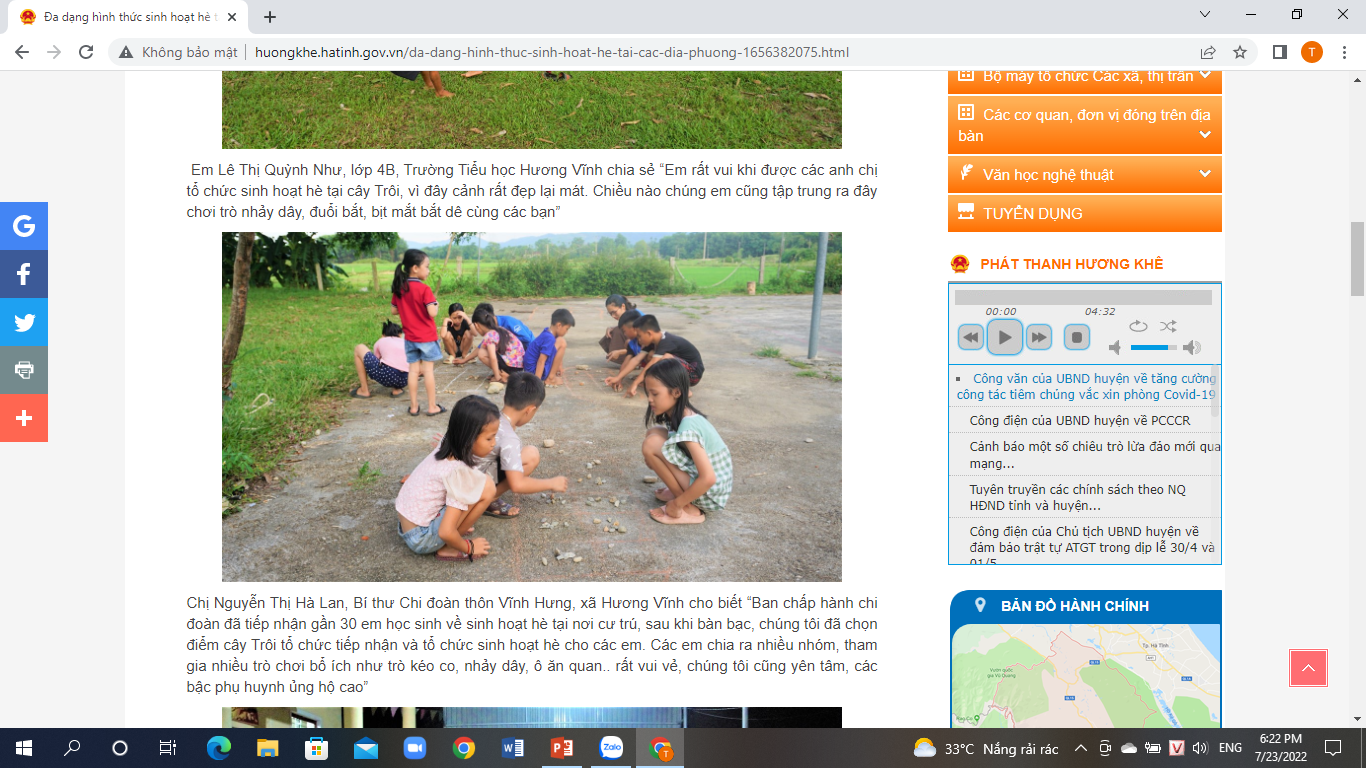 Đa dạng hình thức sinh hoạt hè t
Không bảo mật
huongkhe.hatinh.gov.vn/da-dang-hinh-thuc-sinh-hoat-he-tai-cac-dia-phuong-1656382075.html
T
Em Lê Thị Quỳnh Như, lớp 4B, Trường Tiểu học Hương Vĩnh chia sẻ “Em rất vui khi được các anh chị
tổ chức sinh hoạt hè tại cây Trôi, vì đây cảnh rất đẹp lại mát. Chiều nào chúng em cũng tập trung ra đây
chơi trò nhảy dây, đuổi bắt, bịt mắt bắt dê cùng các bạn”
Chị Nguyễn Thị Hà Lan, Bí thư Chi đoàn thôn Vĩnh Hưng, xã Hương Vĩnh cho biết “Ban chấp hành chi
đoàn đã tiếp nhận gần 30 em học sinh về sinh hoạt hè tại nơi cư trú, sau khi bàn bạc, chúng tôi đã chọn
điểm cây Trôi tổ chức tiếp nhận và tổ chức sinh hoạt hè cho các em. Các em chia ra nhiều nhóm, tham
gia nhiều trò chơi bổ ích như trò kéo co, nhảy dây, ô ăn quan.. rất vui vẻ, chúng tôi cũng yên tâm, các
bậc phụ huynh ủng hộ cao”
Bộ máy tổ chức Các xã, thị trấn
Các cơ quan, đơn vị đóng trên địa
bàn
Văn học nghệ thuật
TUYỂN DỤNG
PHÁT THANH HƯƠNG KHÊ
00:00
04:32
Công văn của UBND huyện về tăng cường
công tác tiêm chủng vắc xin phòng Covid-19
Công điện của UBND huyện về PCCCR
Cảnh báo một số chiêu trò lừa đảo mới qua
mạng...
Tuyên truyền các chính sách theo NQ
HĐND tỉnh và huyện...
Công điện của Chủ tịch UBND huyện về
đảm bảo trật tự ATGT trong dịp lễ 30/4 và
01/5
BẢN ĐỒ HÀNH CHÍNH
Tp. Hà Tĩnh
Vườn quốc
gia Vũ Quang
Zalo
T
33°C Nắng rải rác
ENG
6:22 PM
7/23/2022